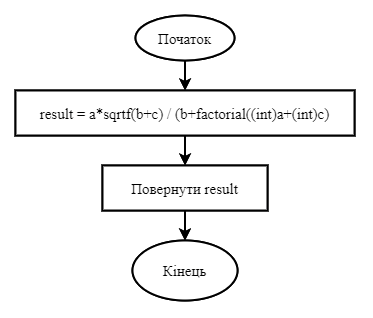 Початок
result = a*sqrtf(b+c) / (b+factorial((int)a+(int)c)
Повернути result
Кінець